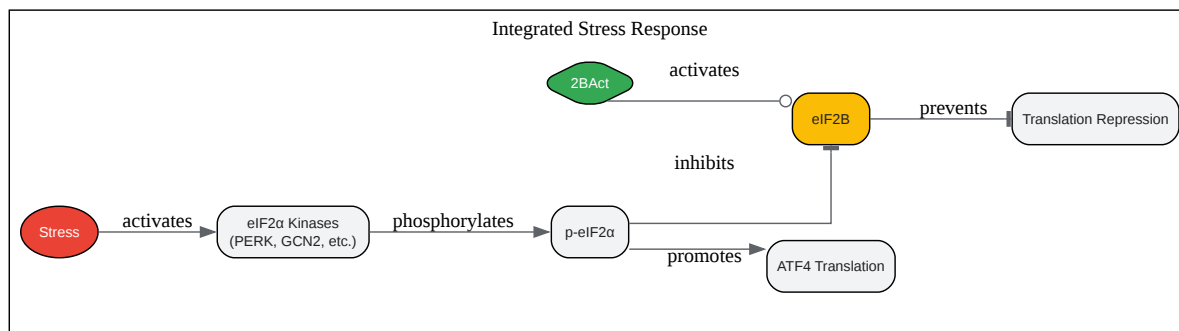 Integrated Stress Response
2BAct
activates
eIF2B
prevents
Translation Repression
inhibits
Stress
activates
eIF2α Kinases
(PERK, GCN2, etc.)
phosphorylates
p-eIF2α
promotes
ATF4 Translation